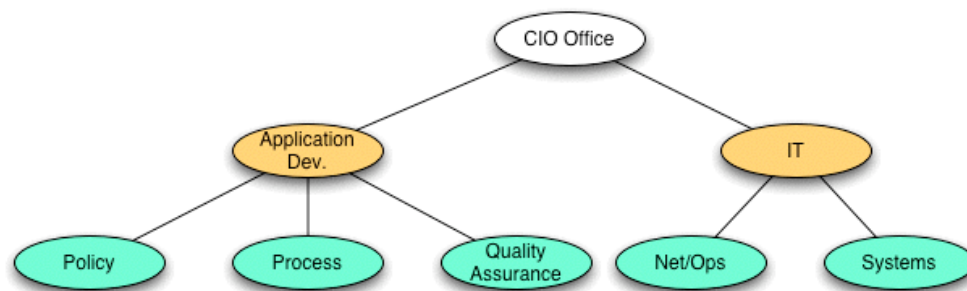 CIO Office
Application
Dev.
IT
Policy
Process
Quality
Assurance
Net/Ops
Systems